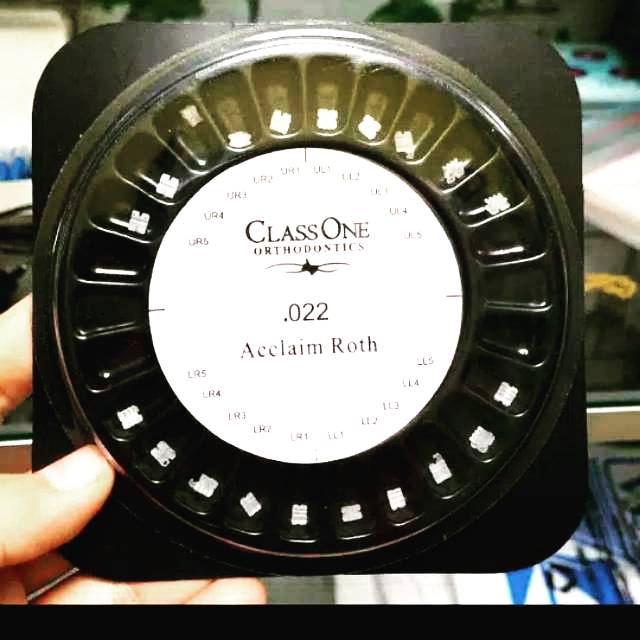 UR5 UR4 UR3 UR2 UR1 UL1 UL2 UL3 UL4 UL5
CLASSONE
ORTHODONTICS
.022
Acclaim Roth
LR5 LR4 LR3 LR2 LR1 LL1 LL2 LL3 LL4 LL5